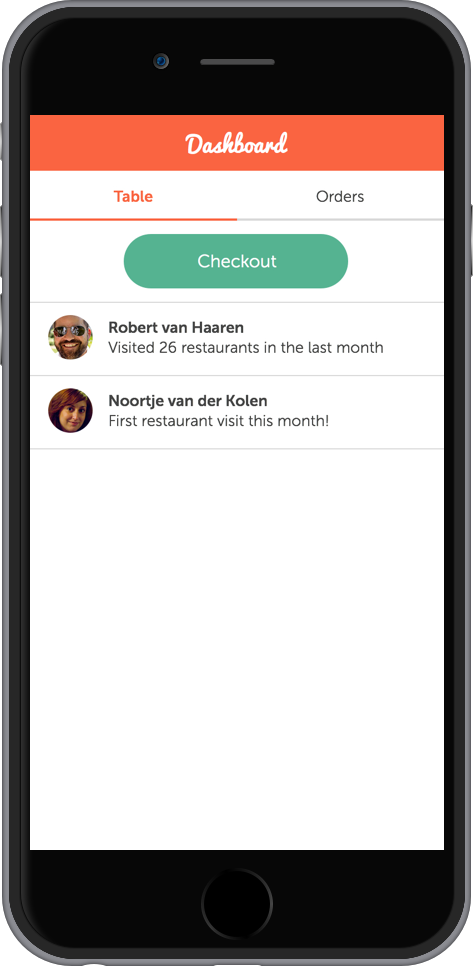 Dashboard
Table
Orders
Checkout
Robert van Haaren
Visited 26 restaurants in the last month
Noortje van der Kolen
First restaurant visit this month!